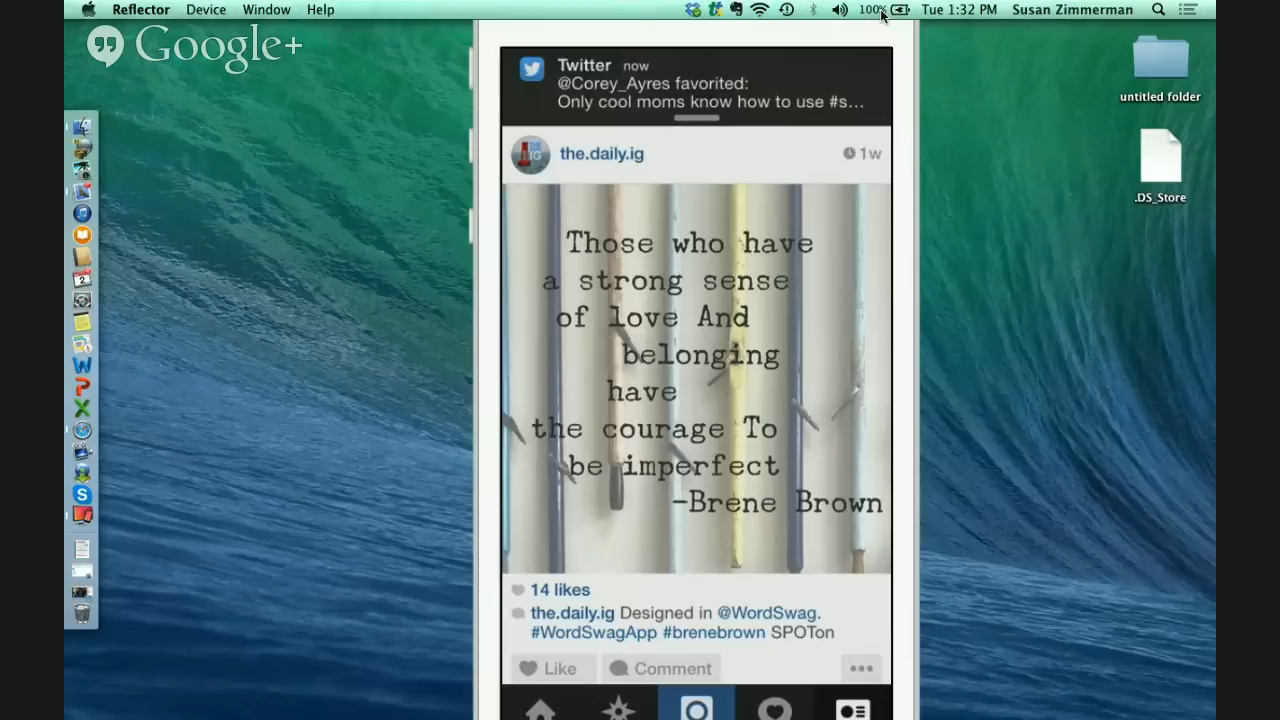 Reflector Device Window Help 100% Tue 1:32 PM Susan Zimmerman
Google+
untitled folder
.DS_Store
Twitter now
@Corey_Ayres favorited:
Only cool moms know how to use #s...
the.daily.ig 1w
Those who have
a strong sense
of love And
belonging
have
the courage To
be imperfect
-Brene Brown
14 likes
the.daily.ig Designed in @WordSwag.
#WordSwagApp #brenebrown SPOTon
Like Comment